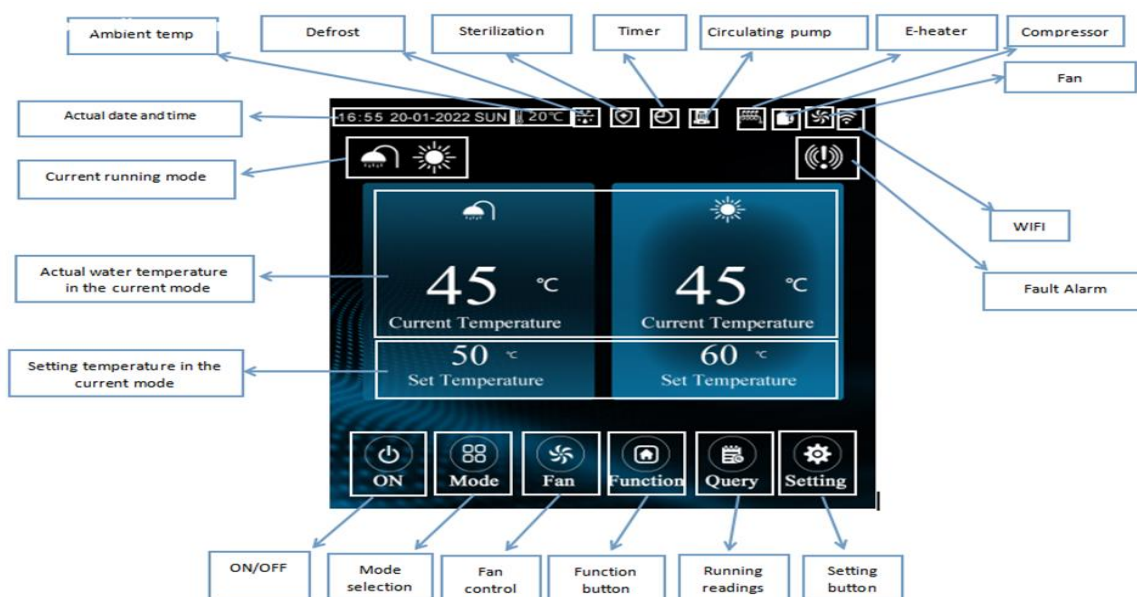 Ambient temp
Defrost
Sterilization
Timer
Circulating pump
E-heater
Compressor
Fan
Actual date and time
16:55 20-01-2022 SUN 20℃
Current running mode
WIFI
Actual water temperature
in the current mode
Fault Alarm
45 ℃
Current Temperature
45 ℃
Current Temperature
Setting temperature in the
current mode
50 ℃
Set Temperature
60 ℃
Set Temperature
ON
Mode
Fan
Function
Query
Setting
ON/OFF
Mode
selection
Fan
control
Function
button
Running
readings
Setting
button